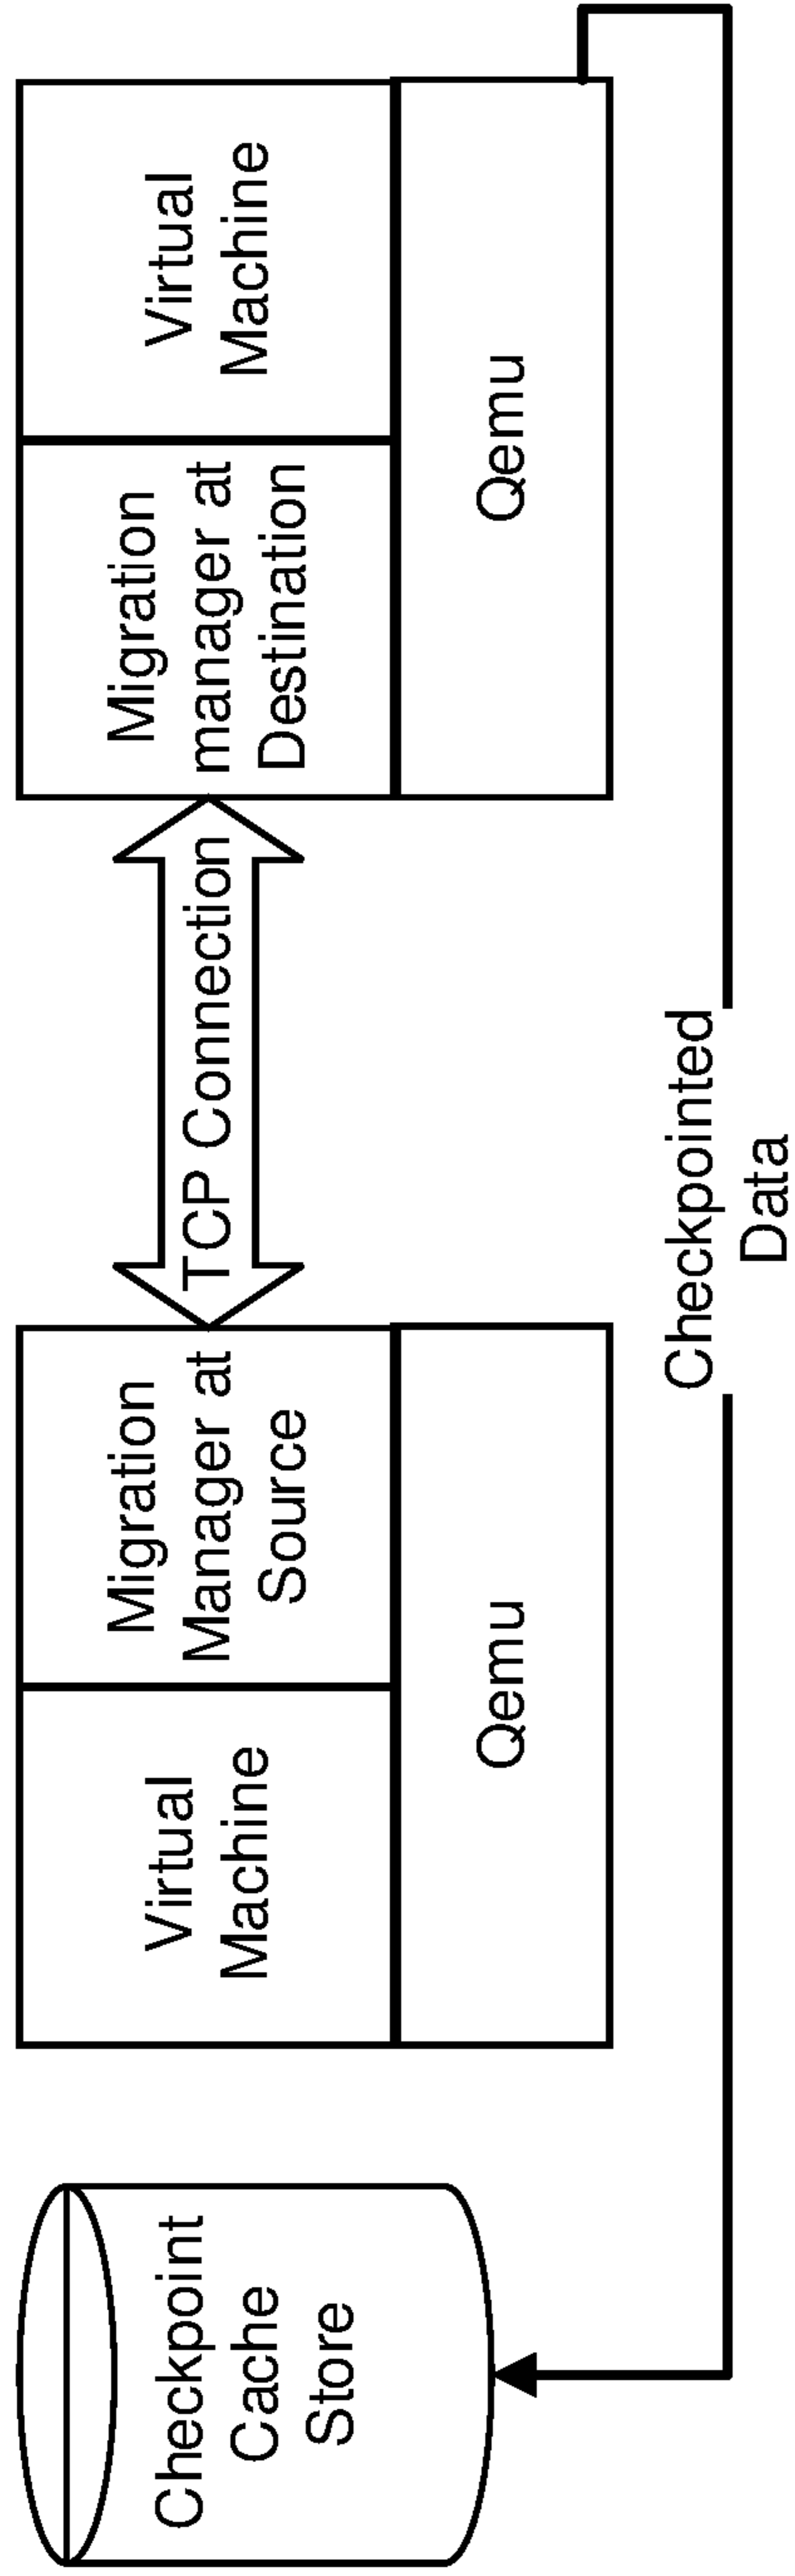 Checkpoint
Cache
Store
Virtual
Machine
Migration
Manager at
Source
Qemu
TCP Connection
Migration
manager at
Destination
Virtual
Machine
Qemu
Checkpointed
Data